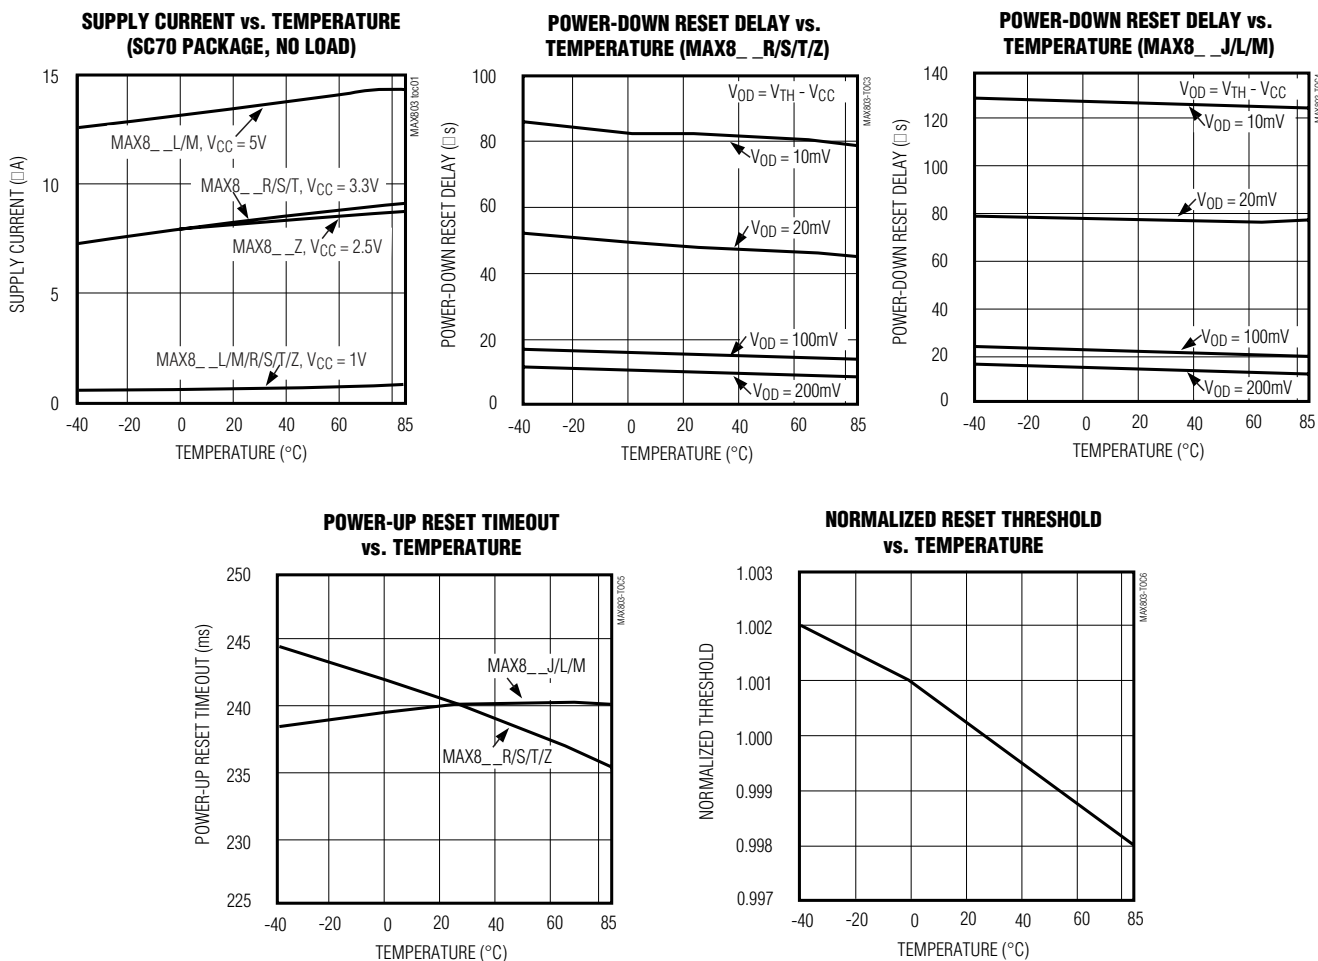 SUPPLY CURRENT vs. TEMPERATURE
(SC70 PACKAGE, NO LOAD)
15
10
5
0
SUPPLY CURRENT (□A)
MAX8_ _L/M, VCC = 5V
MAX8_ _R/S/T, VCC = 3.3V
MAX8_ _Z, VCC = 2.5V
MAX8_ _L/M/R/S/T/Z, VCC = 1V
MAX803 toc01
-40 -20 0 20 40 60 85
TEMPERATURE (°C)
POWER-DOWN RESET DELAY vs.
TEMPERATURE (MAX8_ _R/S/T/Z)
100
80
60
40
20
0
POWER-DOWN RESET DELAY (□s)
VOD = VTH - VCC
VOD = 10mV
VOD = 20mV
VOD = 100mV
VOD = 200mV
MAX803-TOC3
-40 -20 0 20 40 60 85
TEMPERATURE (°C)
POWER-DOWN RESET DELAY vs.
TEMPERATURE (MAX8_ _J/L/M)
140
120
100
80
60
40
20
0
POWER-DOWN RESET DELAY (□s)
VOD = VTH - VCC
VOD = 10mV
VOD = 20mV
VOD = 100mV
VOD = 200mV
-40 -20 0 20 40 60 85
TEMPERATURE (°C)
POWER-UP RESET TIMEOUT
vs. TEMPERATURE
250
245
240
235
230
225
POWER-UP RESET TIMEOUT (ms)
MAX8_ _J/L/M
MAX8_ _R/S/T/Z
MAX803-TOC5
-40 -20 0 20 40 60 85
TEMPERATURE (°C)
NORMALIZED RESET THRESHOLD
vs. TEMPERATURE
1.003
1.002
1.001
1.000
0.999
0.998
0.997
NORMALIZED THRESHOLD
MAX803-TOC6
-40 -20 0 20 40 60 85
TEMPERATURE (°C)